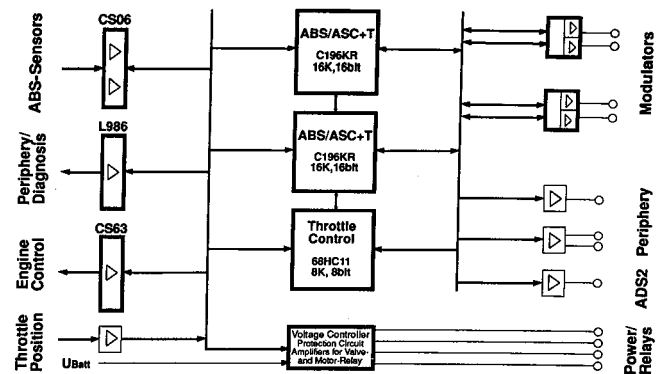 ABS-Sensors
CS06
ABS/ASC+T
C196KR
16K,16bit
Modulators
Periphery/
Diagnosis
L986
ABS/ASC+T
C196KR
16K,16bit
Engine
Control
CS63
Throttle
Control
68HC11
8K, 8bit
Periphery
ADS2
Throttle
Position
UBatt
Voltage Controller
Protection Circuit
Amplifiers for Valve-
and Motor-Relay
Power/
Relays